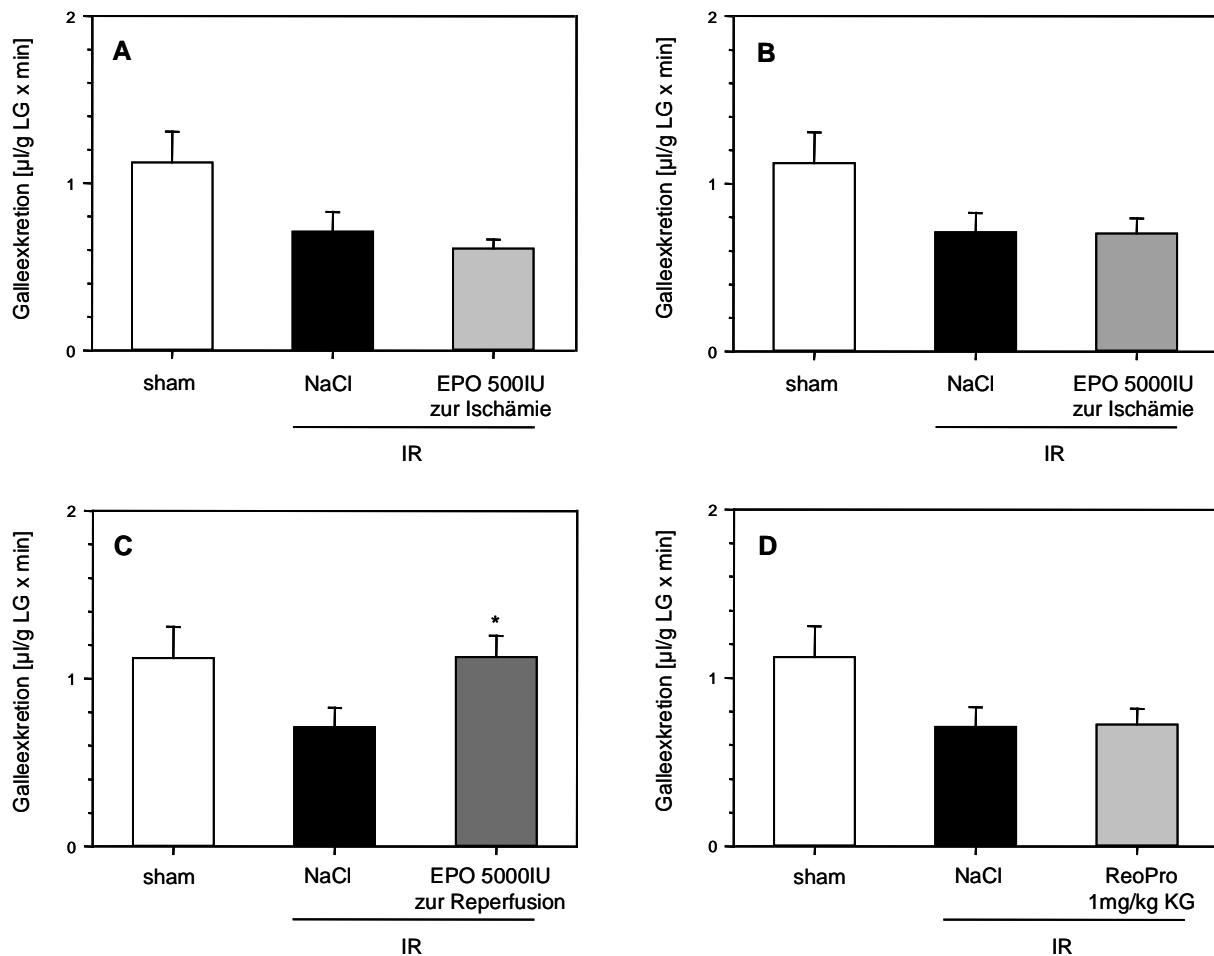 A
Galleexkretion [µl/g LG x min]
2
1
0
sham
NaCl
EPO 500IU
zur Ischämie
IR
B
Galleexkretion [µl/g LG x min]
2
1
0
sham
NaCl
EPO 5000IU
zur Ischämie
IR
C
Galleexkretion [µl/g LG x min]
2
1
0
*
sham
NaCl
EPO 5000IU
zur Reperfusion
IR
D
Galleexkretion [µl/g LG x min]
2
1
0
sham
NaCl
ReoPro
1mg/kg KG
IR